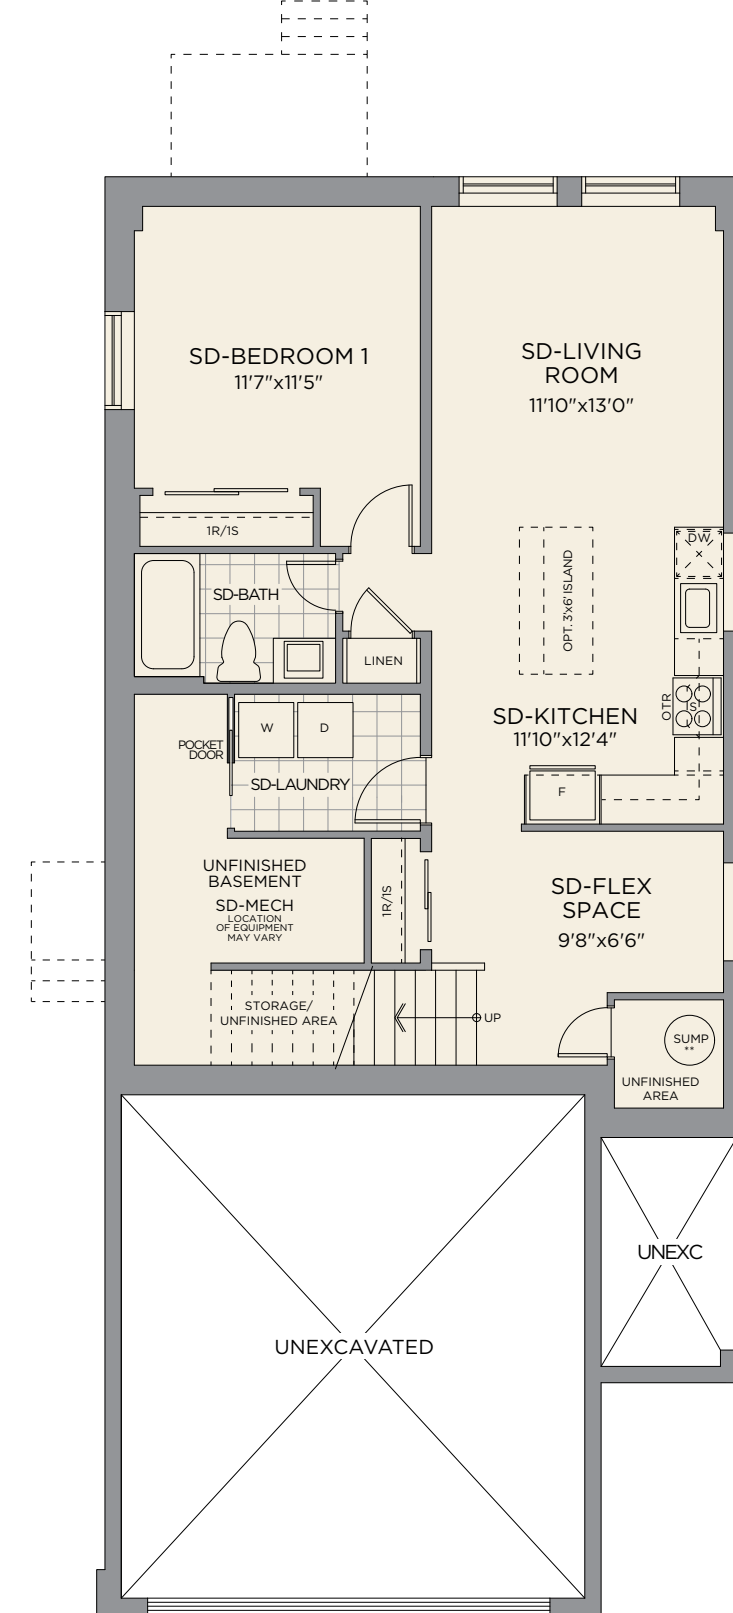 SD-BEDROOM 1
11'7"x11'5"
SD-LIVING
ROOM
11'10"x13'0"
1R/1S
DW
OPT. 3'x6' ISLAND
SD-BATH
LINEN
OTR
S
SD-KITCHEN
11'10"x12'4"
W
D
POCKET
DOOR
SD-LAUNDRY
F
UNFINISHED
BASEMENT
SD-MECH
LOCATION
OF EQUIPMENT
MAY VARY
1R/1S
SD-FLEX
SPACE
9'8"x6'6"
STORAGE/
UNFINISHED AREA
UP
SUMP
**
UNFINISHED
AREA
UNEXC
UNEXCAVATED